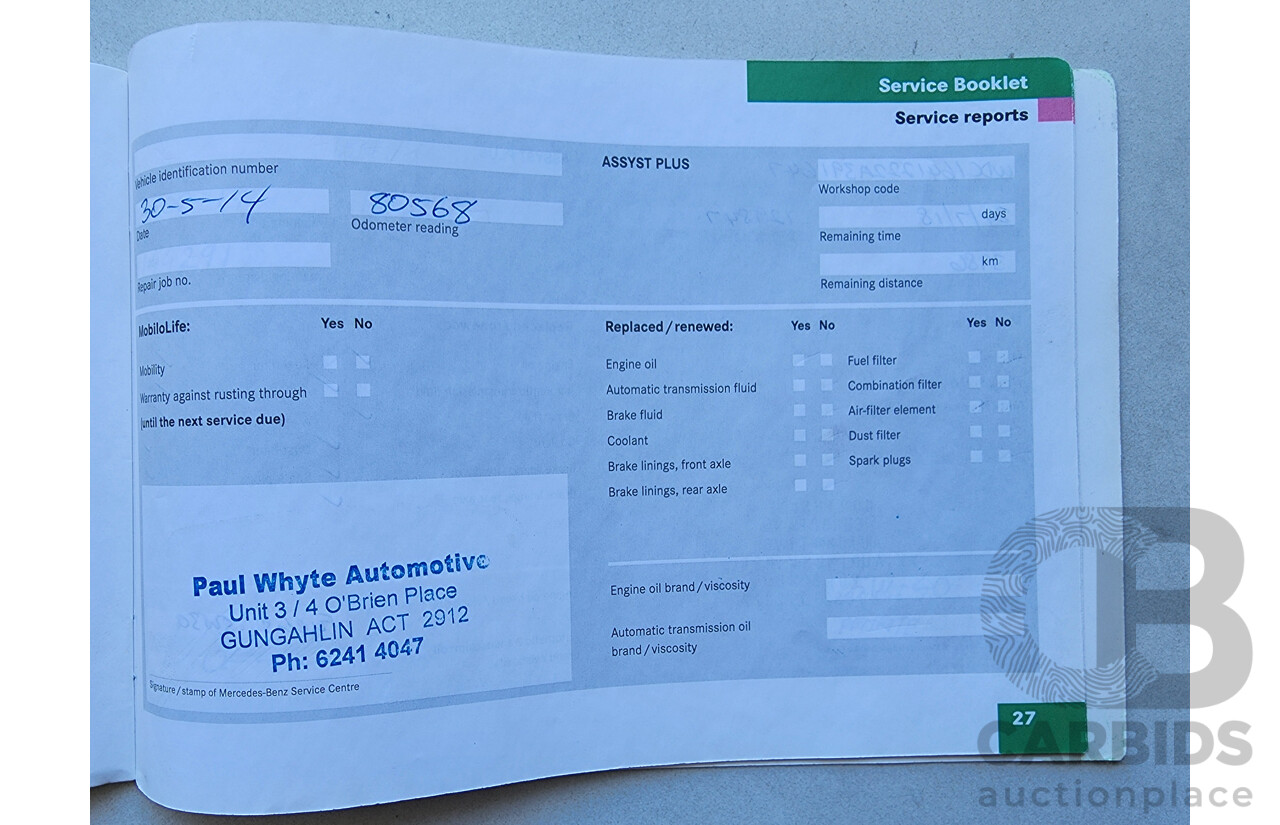 Service Booklet
Service reports
Vehicle identification number
30-5-14
80568
Date
Odometer reading
Repair job no.
ASSYST PLUS
Workshop code
days
Remaining time
km
Remaining distance
MobiloLife:
Yes No
Mobility
Warranty against rusting through
(until the next service due)
Replaced / renewed:
Yes No
Yes No
Engine oil
Fuel filter
Automatic transmission fluid
Combination filter
Brake fluid
Air-filter element
Coolant
Dust filter
Brake linings, front axle
Spark plugs
Brake linings, rear axle
Paul Whyte Automotive
Unit 3 / 4 O'Brien Place
GUNGAHLIN ACT 2912
Ph: 6241 4047
Signature / stamp of Mercedes-Benz Service Centre
Engine oil brand / viscosity
Automatic transmission oil
brand / viscosity
27
CB
CARBIDS
auctionplace